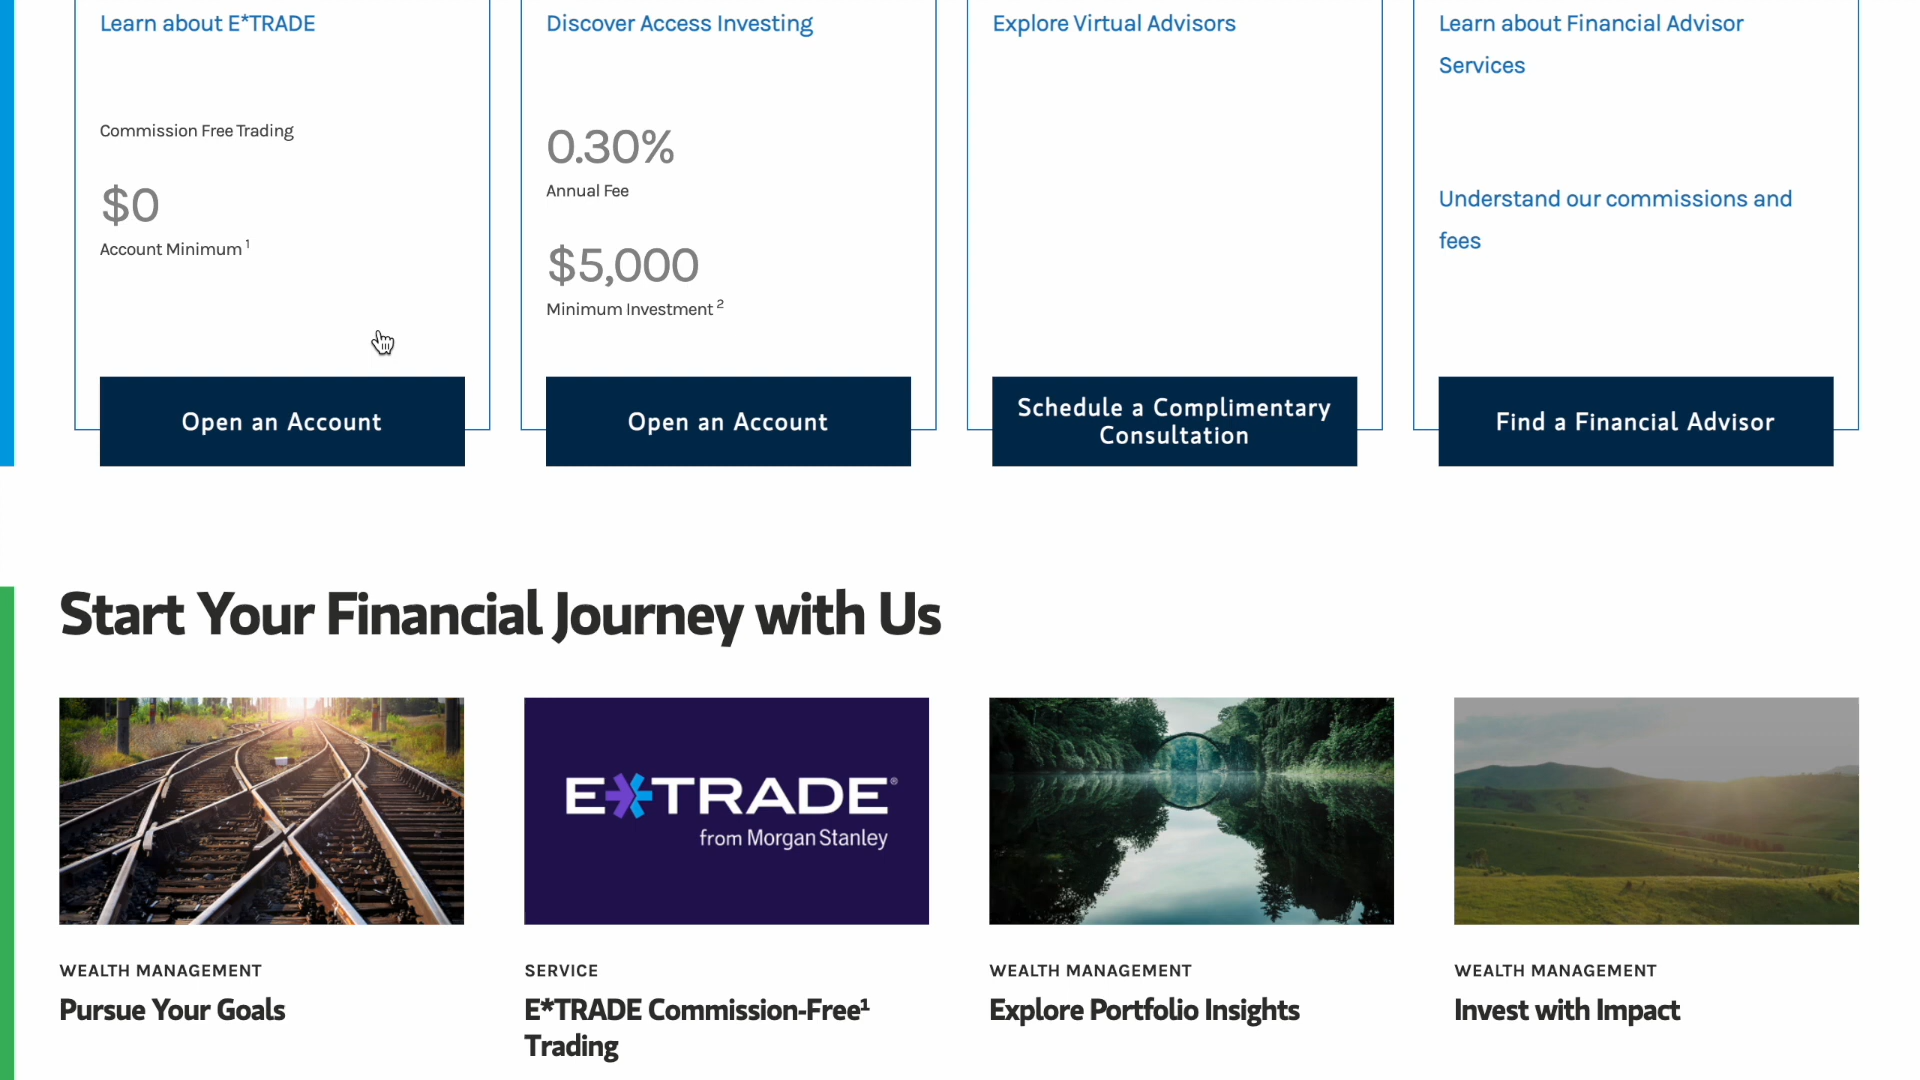 Learn about E*TRADE
Commission Free Trading
$0
Account Minimum 1
Open an Account
Discover Access Investing
0.30%
Annual Fee
$5,000
Minimum Investment 2
Open an Account
Explore Virtual Advisors
Schedule a Complimentary
Consultation
Learn about Financial Advisor
Services
Understand our commissions and
fees
Find a Financial Advisor
Start Your Financial Journey with Us
WEALTH MANAGEMENT
Pursue Your Goals
E*TRADE®
from Morgan Stanley
SERVICE
E*TRADE Commission-Free¹
Trading
WEALTH MANAGEMENT
Explore Portfolio Insights
WEALTH MANAGEMENT
Invest with Impact